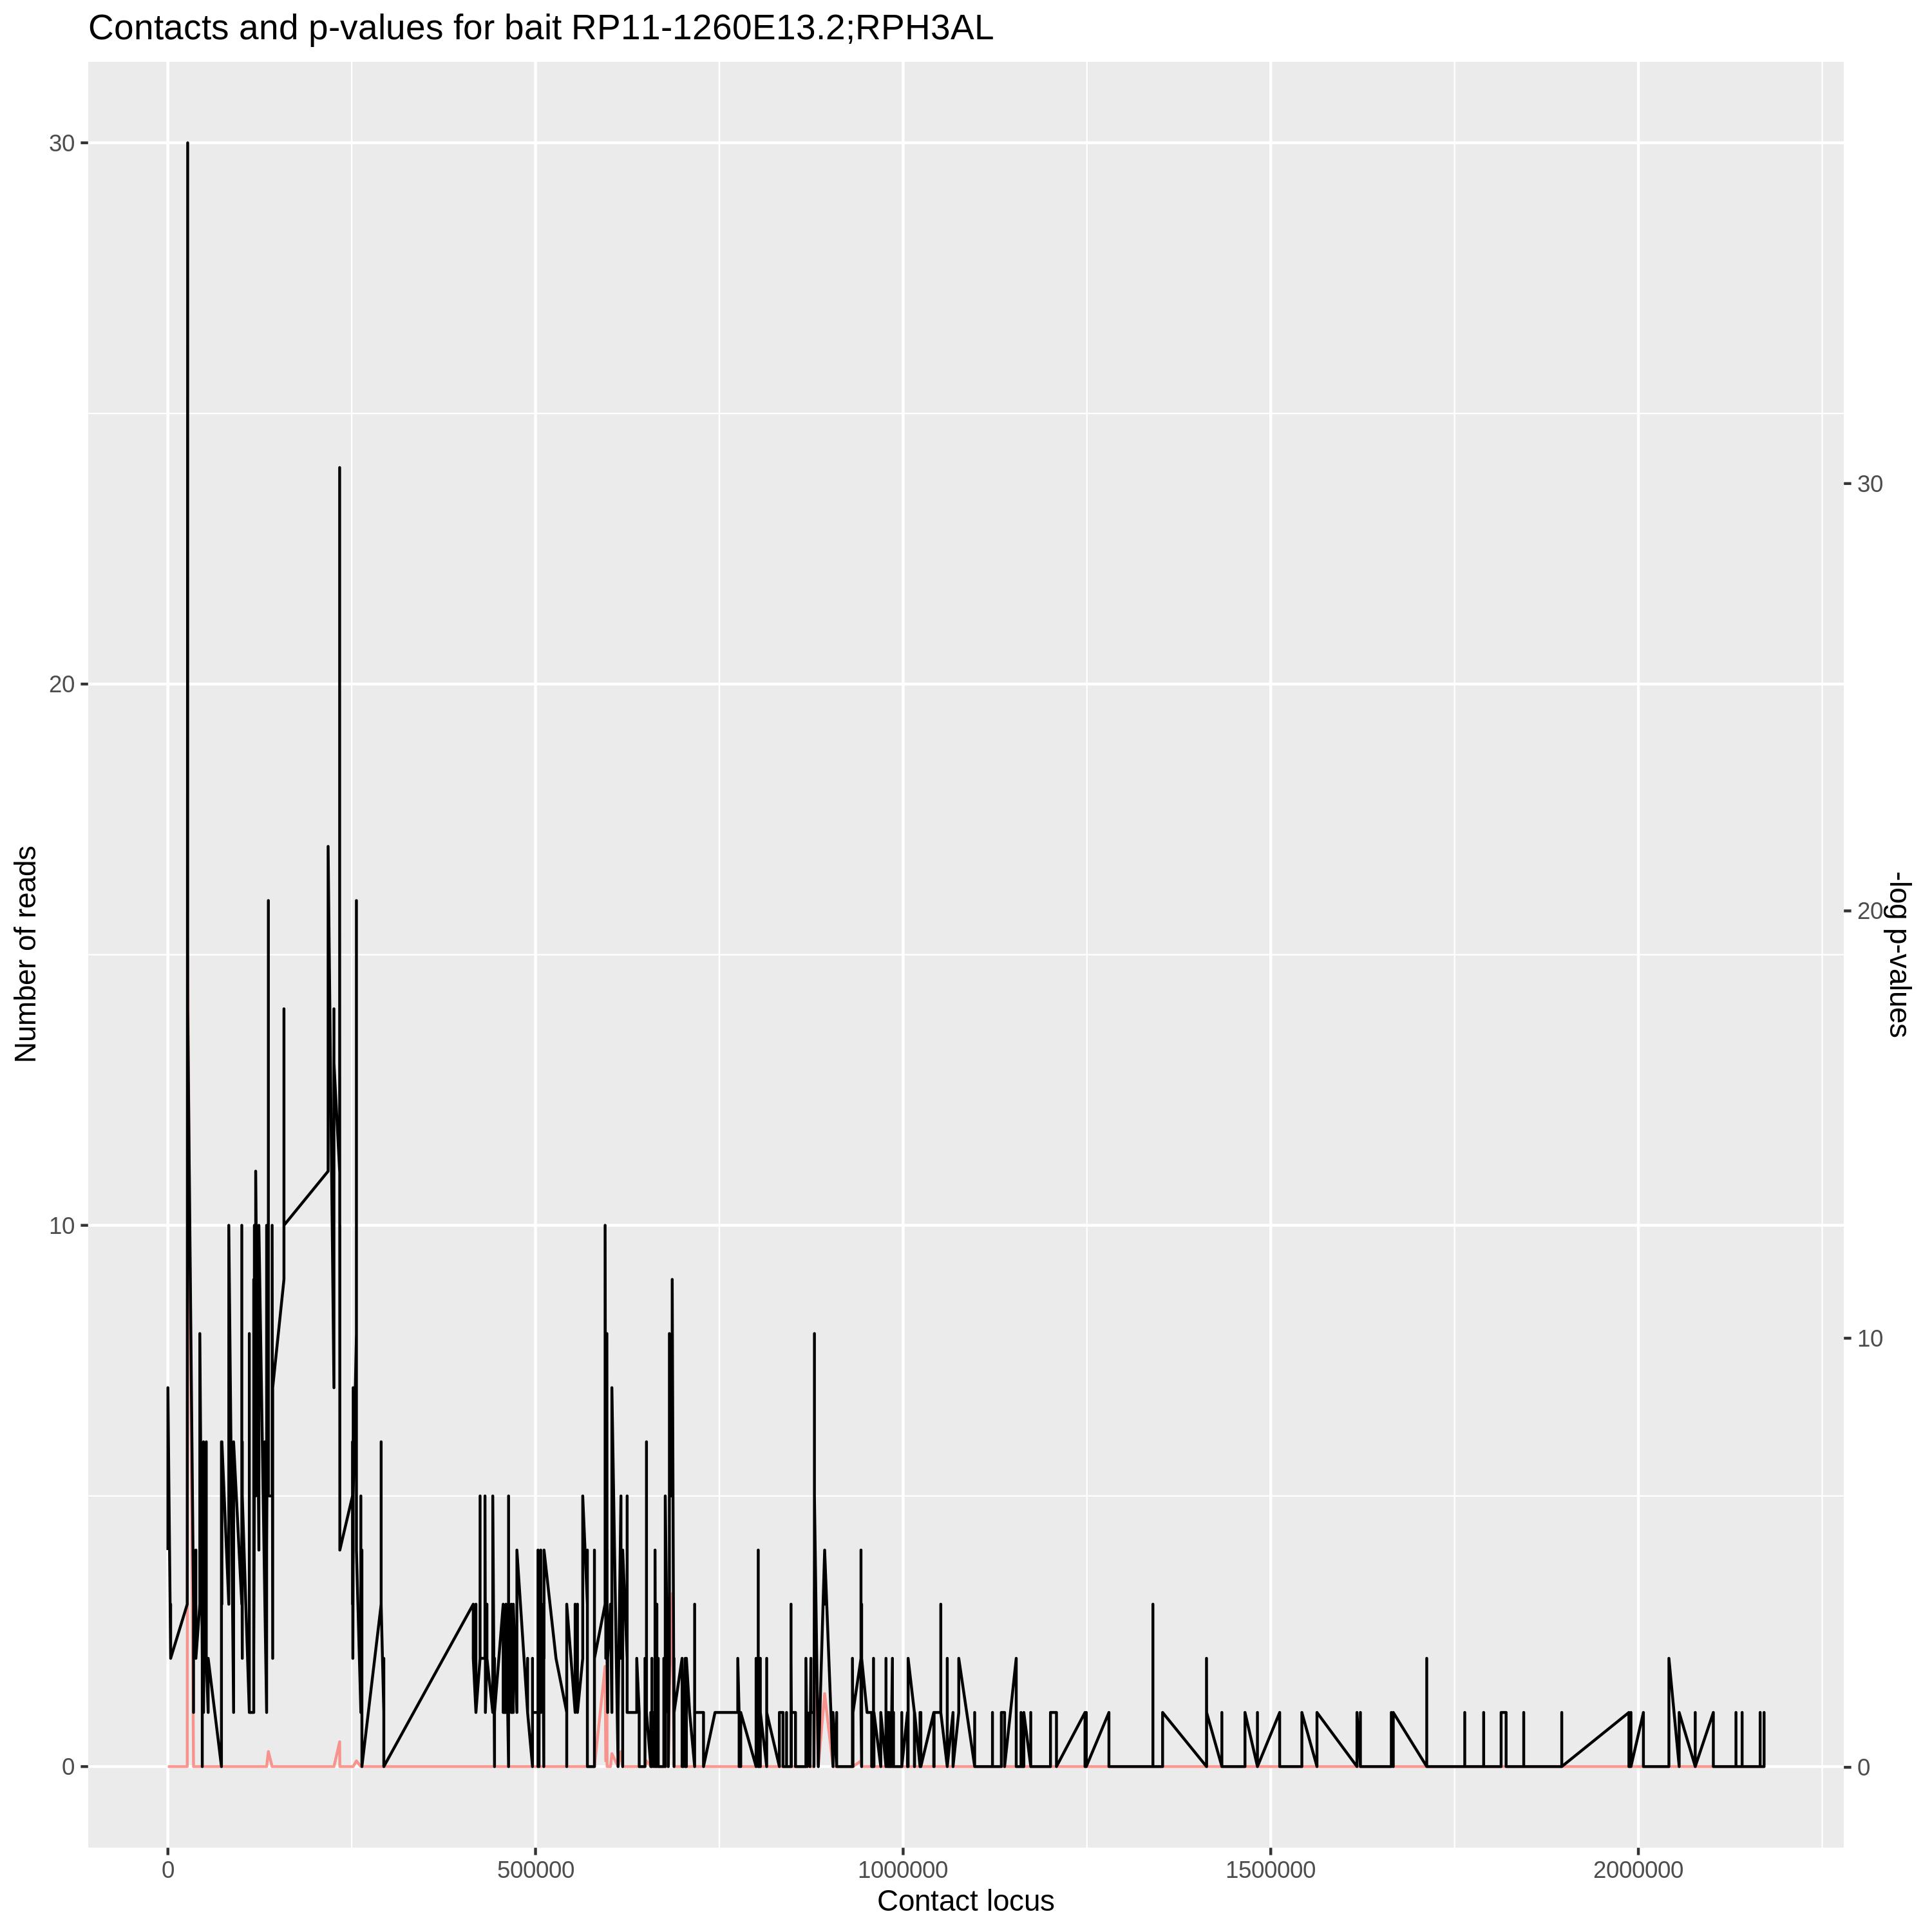 Contacts and p-values for bait RP11-1260E13.2;RPH3AL
30
20
10
0
Number of reads
30
20
10
0
-log p-values
0 500000 1000000 1500000 2000000
Contact locus